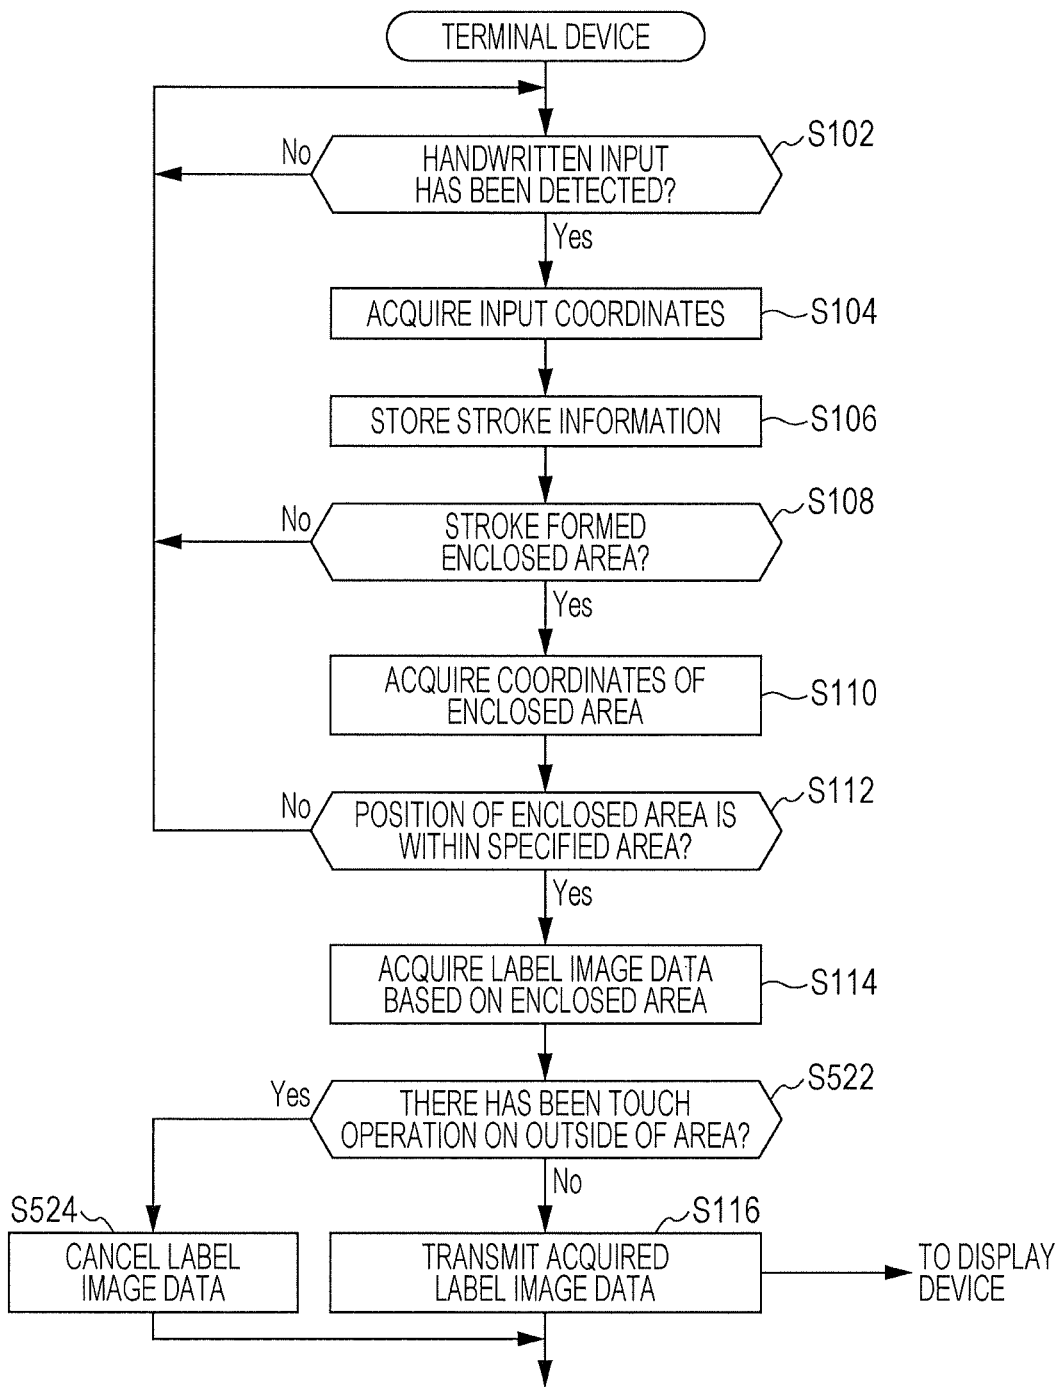 TERMINAL DEVICE
S102
No
HANDWRITTEN INPUT
HAS BEEN DETECTED?
Yes
ACQUIRE INPUT COORDINATES
S104
STORE STROKE INFORMATION
S106
S108
No
STROKE FORMED
ENCLOSED AREA?
Yes
ACQUIRE COORDINATES OF
ENCLOSED AREA
S110
S112
No
POSITION OF ENCLOSED AREA IS
WITHIN SPECIFIED AREA?
Yes
ACQUIRE LABEL IMAGE DATA
BASED ON ENCLOSED AREA
S114
S522
Yes
THERE HAS BEEN TOUCH
OPERATION ON OUTSIDE OF AREA?
No
S524
S116
CANCEL LABEL
IMAGE DATA
TRANSMIT ACQUIRED
LABEL IMAGE DATA
TO DISPLAY
DEVICE